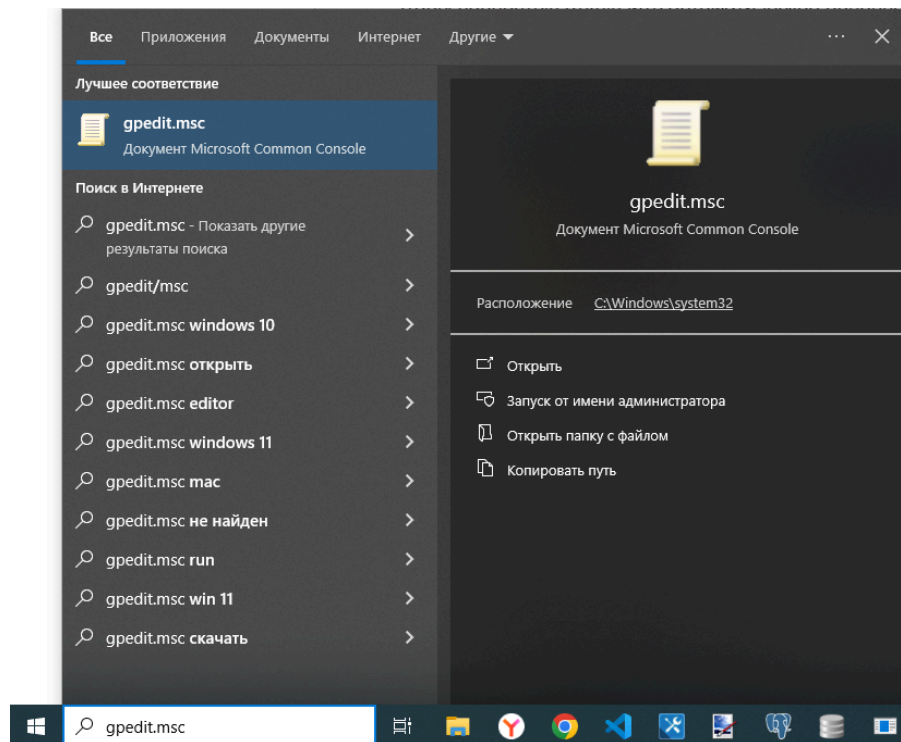 Все Приложения Документы Интернет Другие
Лучшее соответствие
gpedit.msc
Документ Microsoft Common Console
Поиск в Интернете
gpedit.msc - Показать другие
результаты поиска
gpedit/msc
gpedit.msc windows 10
gpedit.msc открыть
gpedit.msc editor
gpedit.msc windows 11
gpedit.msc mac
gpedit.msc не найден
gpedit.msc run
gpedit.msc win 11
gpedit.msc скачать
gpedit.msc
Документ Microsoft Common Console
Расположение C:\Windows\system32
Открыть
Запуск от имени администратора
Открыть папку с файлом
Копировать путь
gpedit.msc